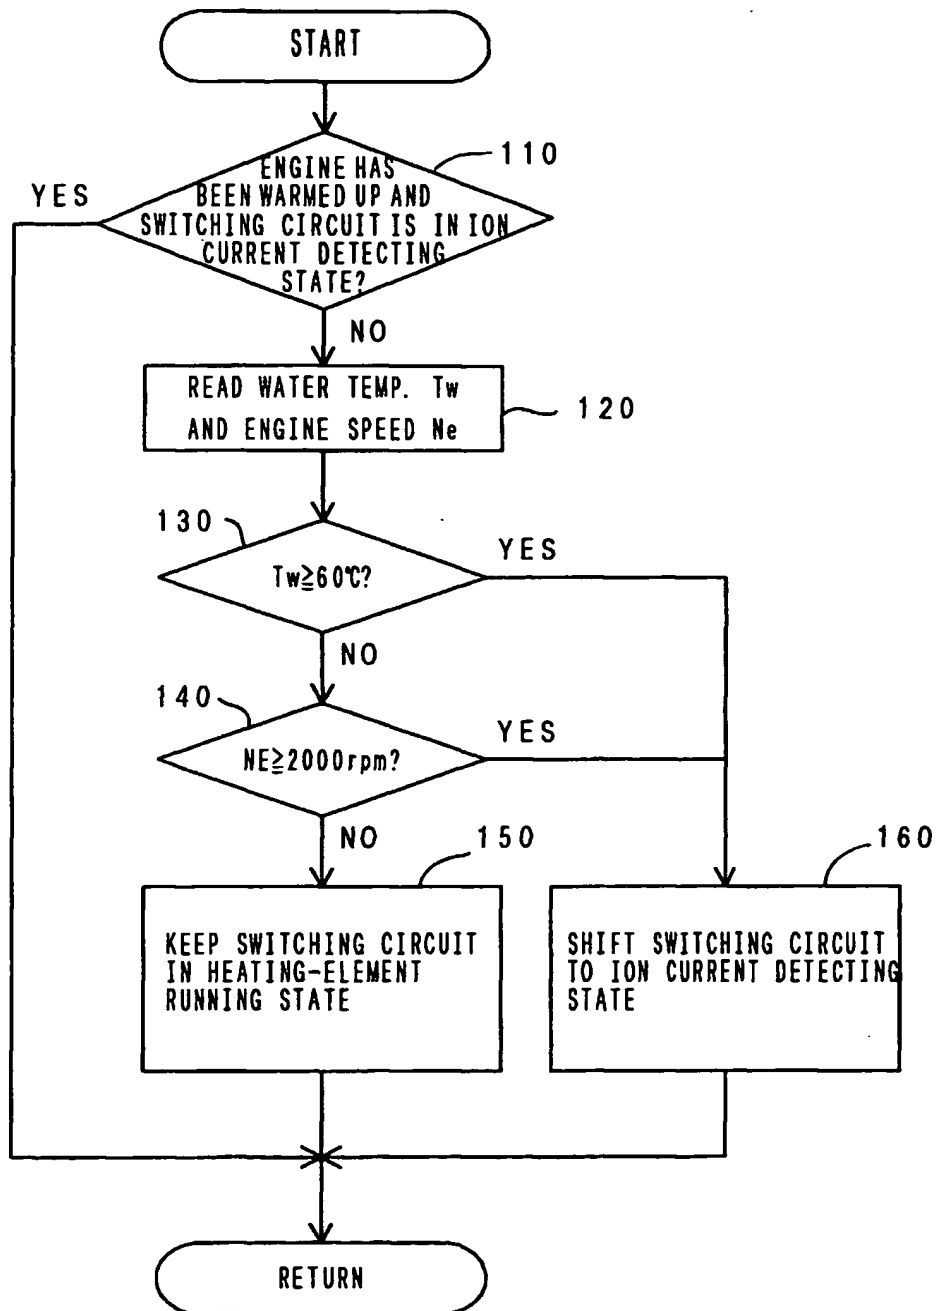 START
110
ENGINE HAS
BEEN WARMED UP AND
SWITCHING CIRCUIT IS IN ION
CURRENT DETECTING
STATE?
YES
NO
READ WATER TEMP. Tw
AND ENGINE SPEED Ne
120
130
Tw≧60℃?
YES
NO
140
NE≧2000rpm?
YES
NO
150
KEEP SWITCHING CIRCUIT
IN HEATING-ELEMENT
RUNNING STATE
160
SHIFT SWITCHING CIRCUIT
TO ION CURRENT DETECTING
STATE
RETURN